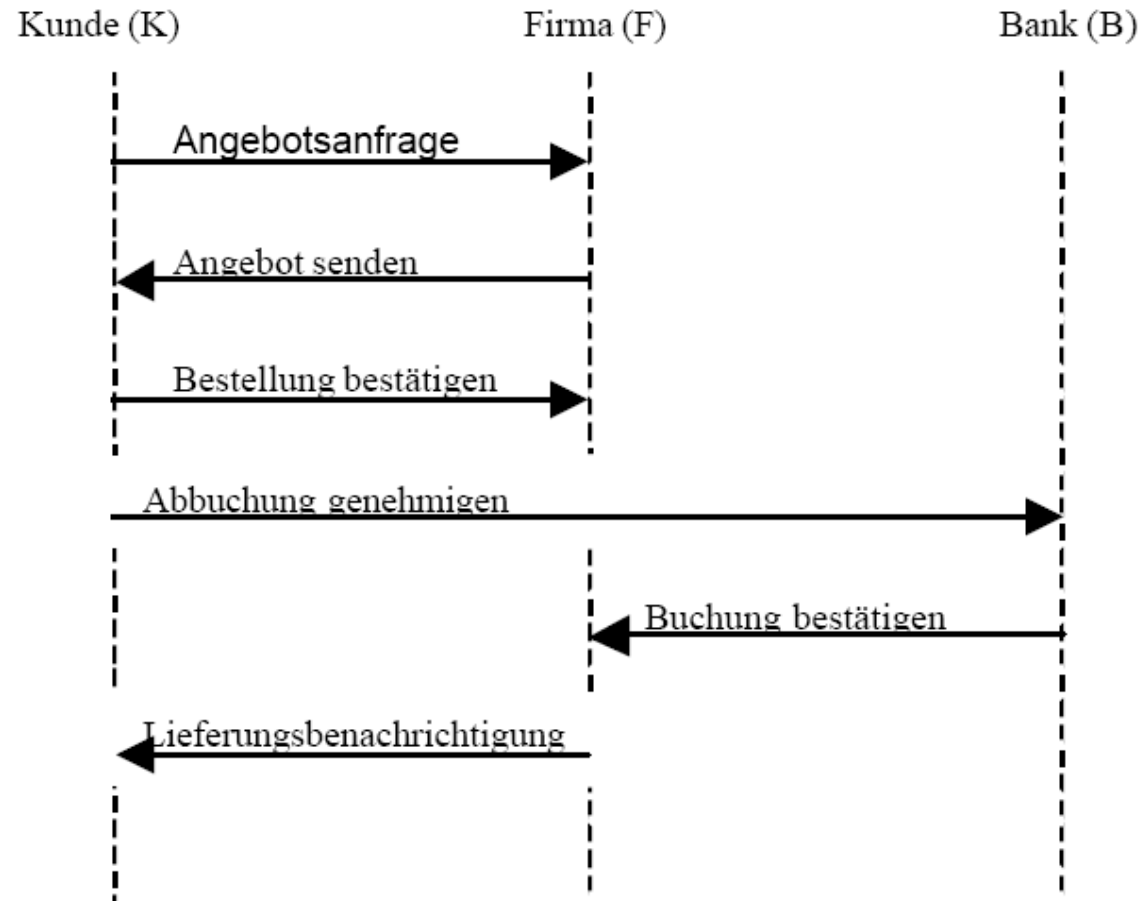 Kunde (K) Firma (F) Bank (B)
Angebotsanfrage
Angebot senden
Bestellung bestätigen
Abbuchung genehmigen
Buchung bestätigen
Lieferungsbenachrichtigung